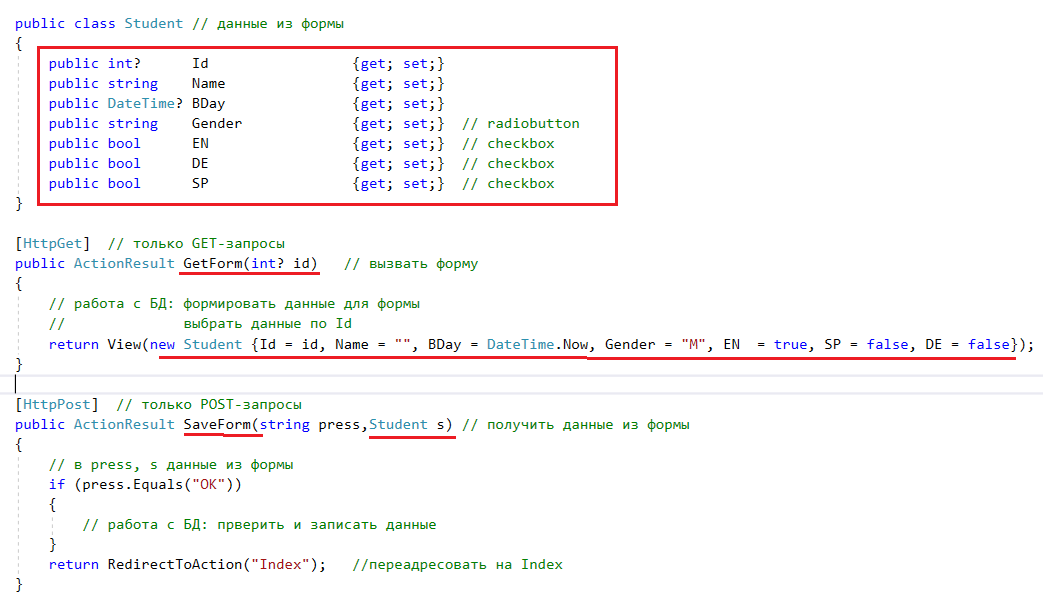 public class Student // данные из формы
{
public int? Id {get; set;}
public string Name {get; set;}
public DateTime? BDay {get; set;}
public string Gender {get; set;} // radiobutton
public bool EN {get; set;} // checkbox
public bool DE {get; set;} // checkbox
public bool SP {get; set;} // checkbox
}
[HttpGet] // только GET-запросы
public ActionResult GetForm(int? id) // вызвать форму
{
// работа с БД: формировать данные для формы
// выбрать данные по Id
return View(new Student {Id = id, Name = "", BDay = DateTime.Now, Gender = "M", EN = true, SP = false, DE = false});
}
[HttpPost] // только POST-запросы
public ActionResult SaveForm(string press,Student s) // получить данные из формы
{
// в press, s данные из формы
if (press.Equals("OK"))
{
// работа с БД: прверить и записать данные
}
return RedirectToAction("Index"); //переадресовать на Index
}